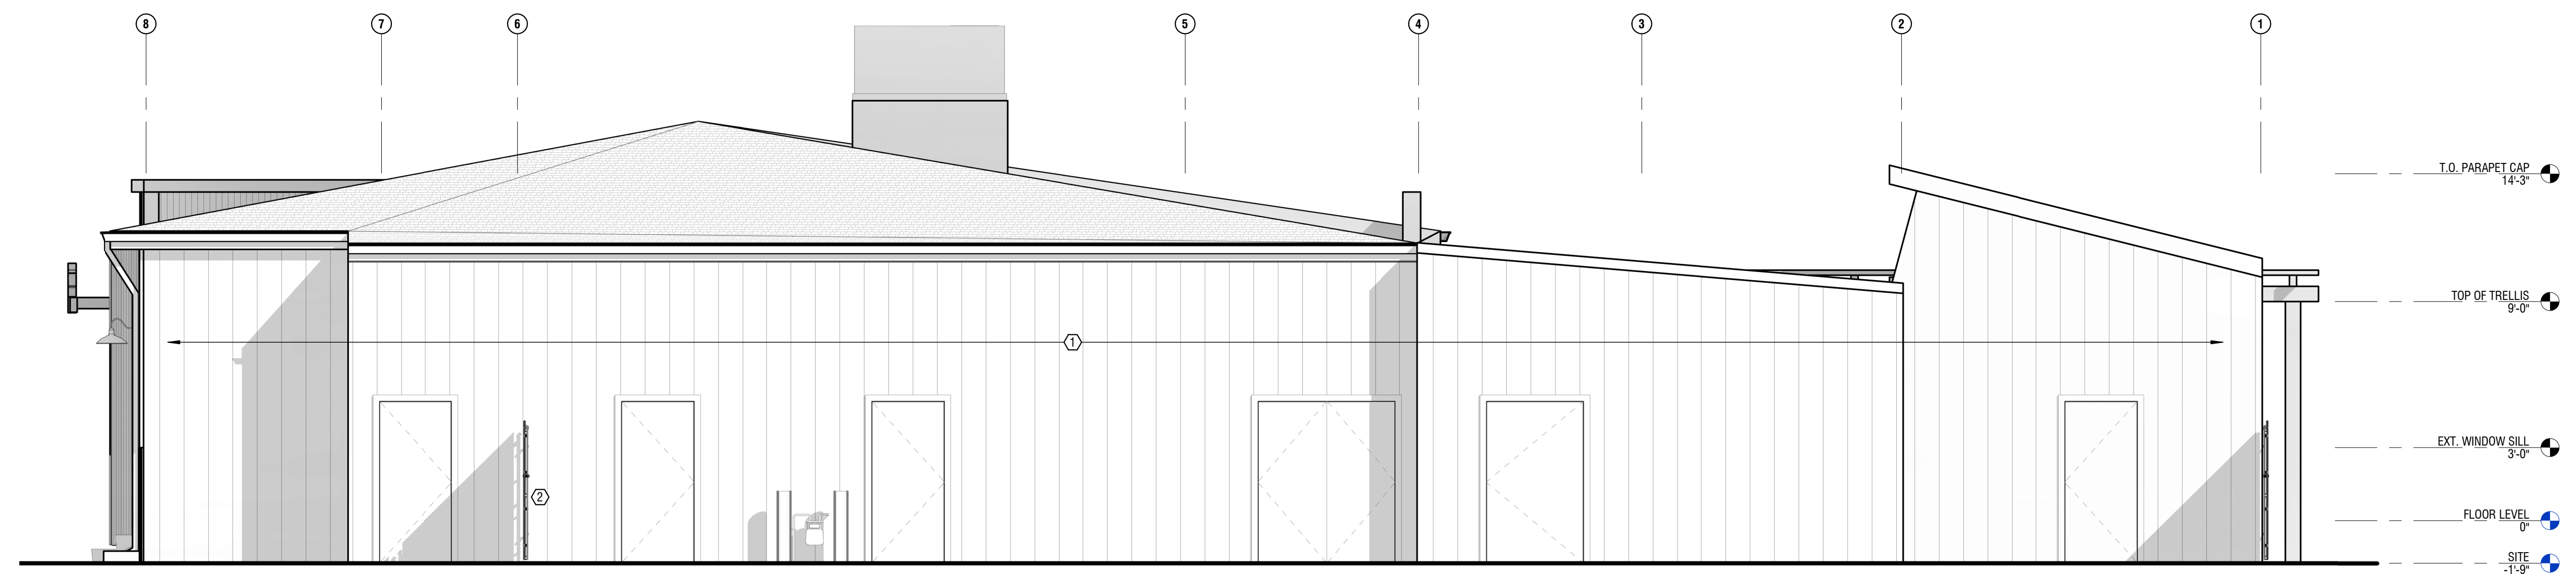 8 7 6 5 4 3 2 1
T.O. PARAPET CAP
14'-3"
TOP OF TRELLIS
9'-0"
1
EXT. WINDOW SILL
3'-0"
2
FLOOR LEVEL
0"
SITE
-1'-9"